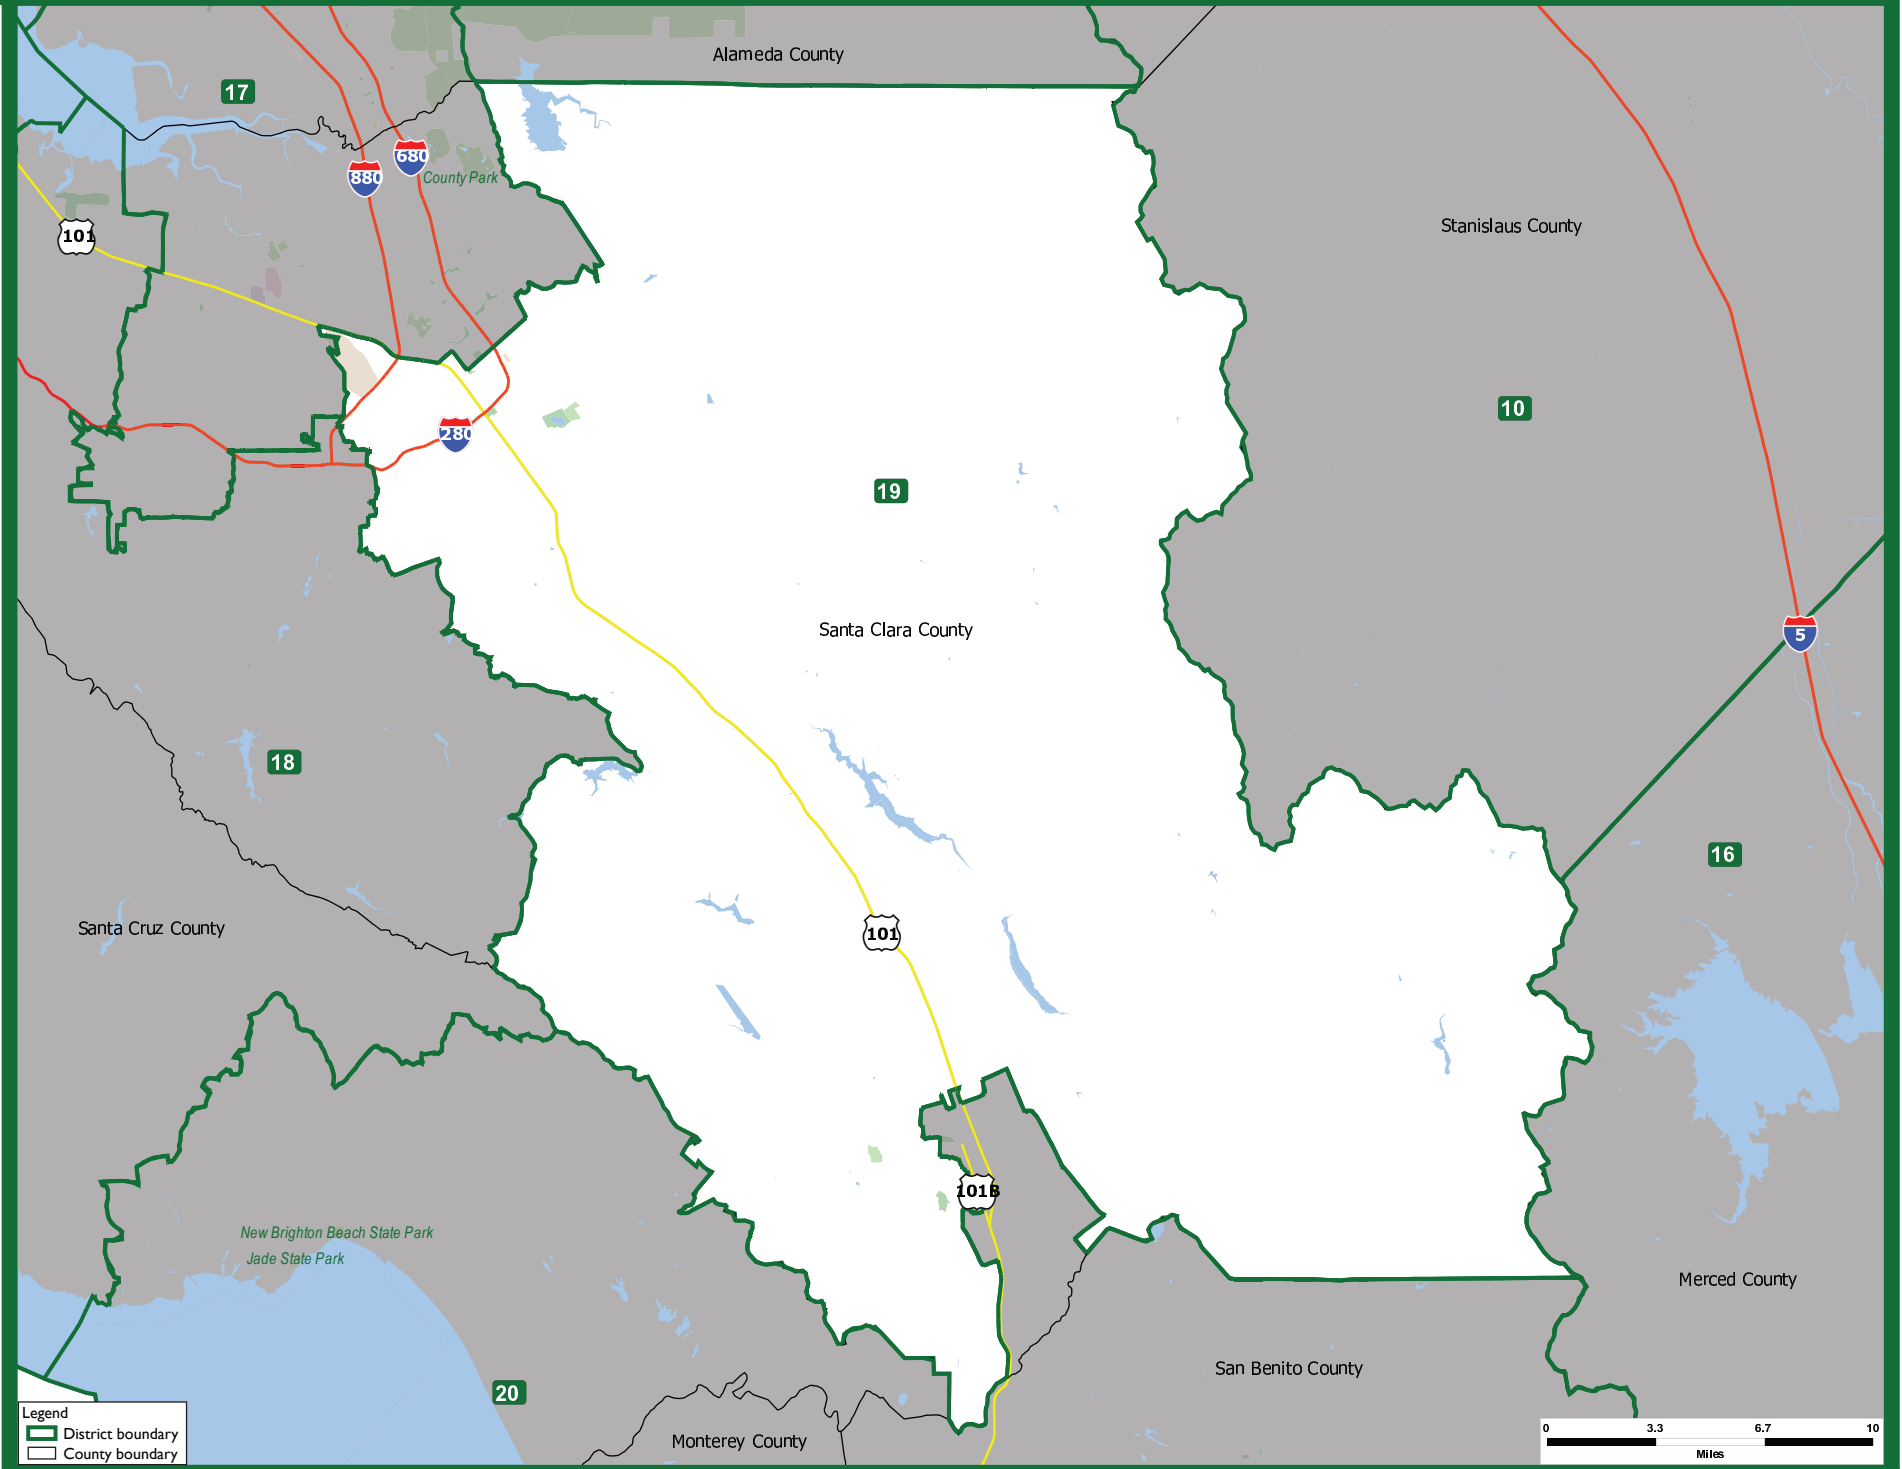 Alameda County
17
680
880
County Park
101
Stanislaus County
10
280
19
Santa Clara County
5
18
16
Santa Cruz County
101
101B
New Brighton Beach State Park
Jade State Park
Merced County
San Benito County
20
Monterey County
Legend
District boundary
County boundary
0 3.3 6.7 10
Miles